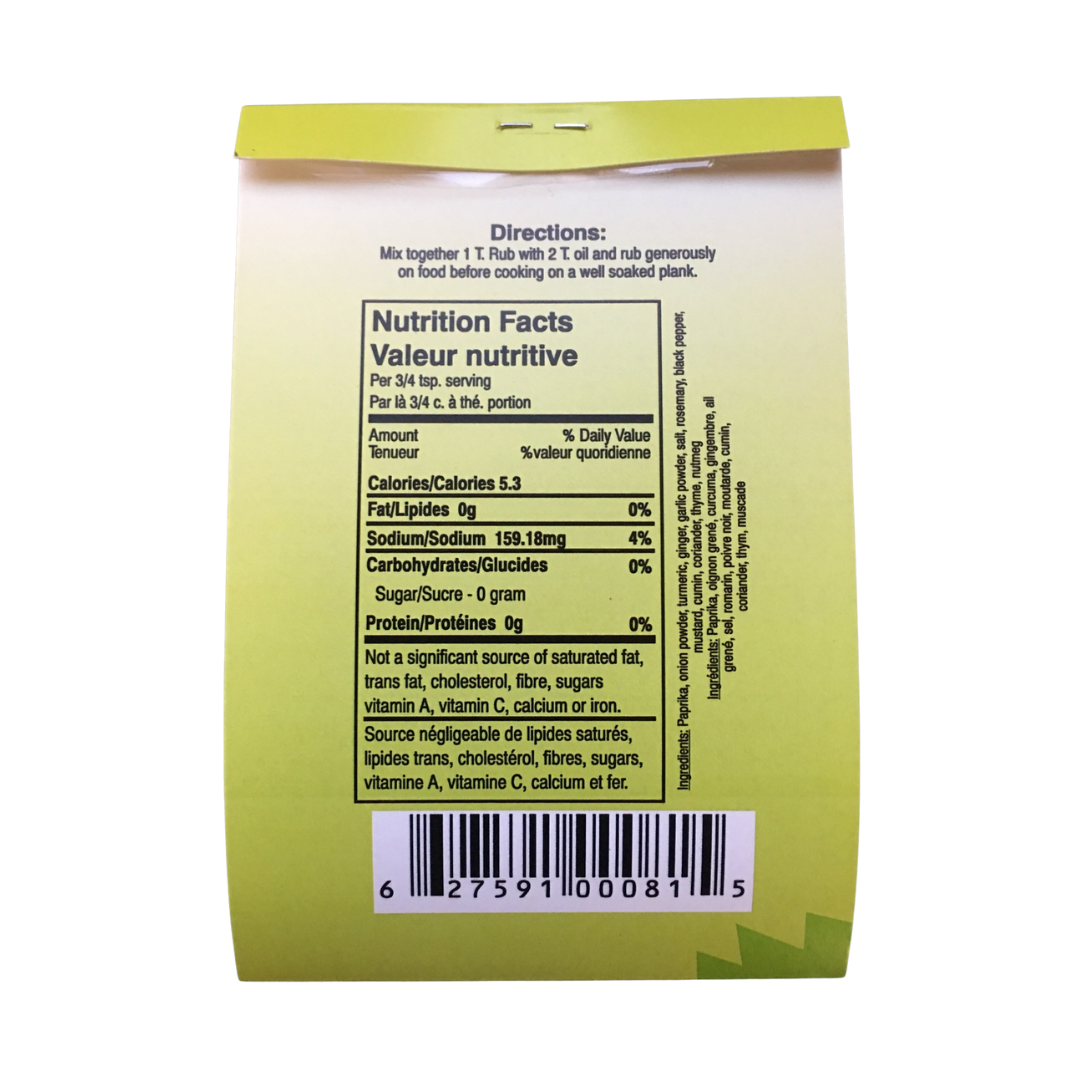 Directions:
Mix together 1 T. Rub with 2 T. oil and rub generously
on food before cooking on a well soaked plank.
Nutrition Facts
Valeur nutritive
Per 3/4 tsp. serving
Par là 3/4 c. à thé. portion
Amount % Daily Value
Tenueur %valeur quoridienne
Calories/Calories 5.3
Fat/Lipides 0g 0%
Sodium/Sodium 159.18mg 4%
Carbohydrates/Glucides 0%
Sugar/Sucre - 0 gram
Protein/Protéines 0g 0%
Not a significant source of saturated fat,
trans fat, cholesterol, fibre, sugars
vitamin A, vitamin C, calcium or iron.
Source négligeable de lipides saturés,
lipides trans, cholestérol, fibres, sugars,
vitamine A, vitamine C, calcium et fer.
Ingredients: Paprika, onion powder, turmeric, ginger, garlic powder, salt, rosemary, black pepper,
mustard, cumin, coriander, thyme, nutmeg
Ingrédients: Paprika, oignon grené, curcuma, gingembre, ail
grené, sel, romarin, poivre noir, moutarde, cumin,
coriander, thym, muscade
6 27591 00081 5